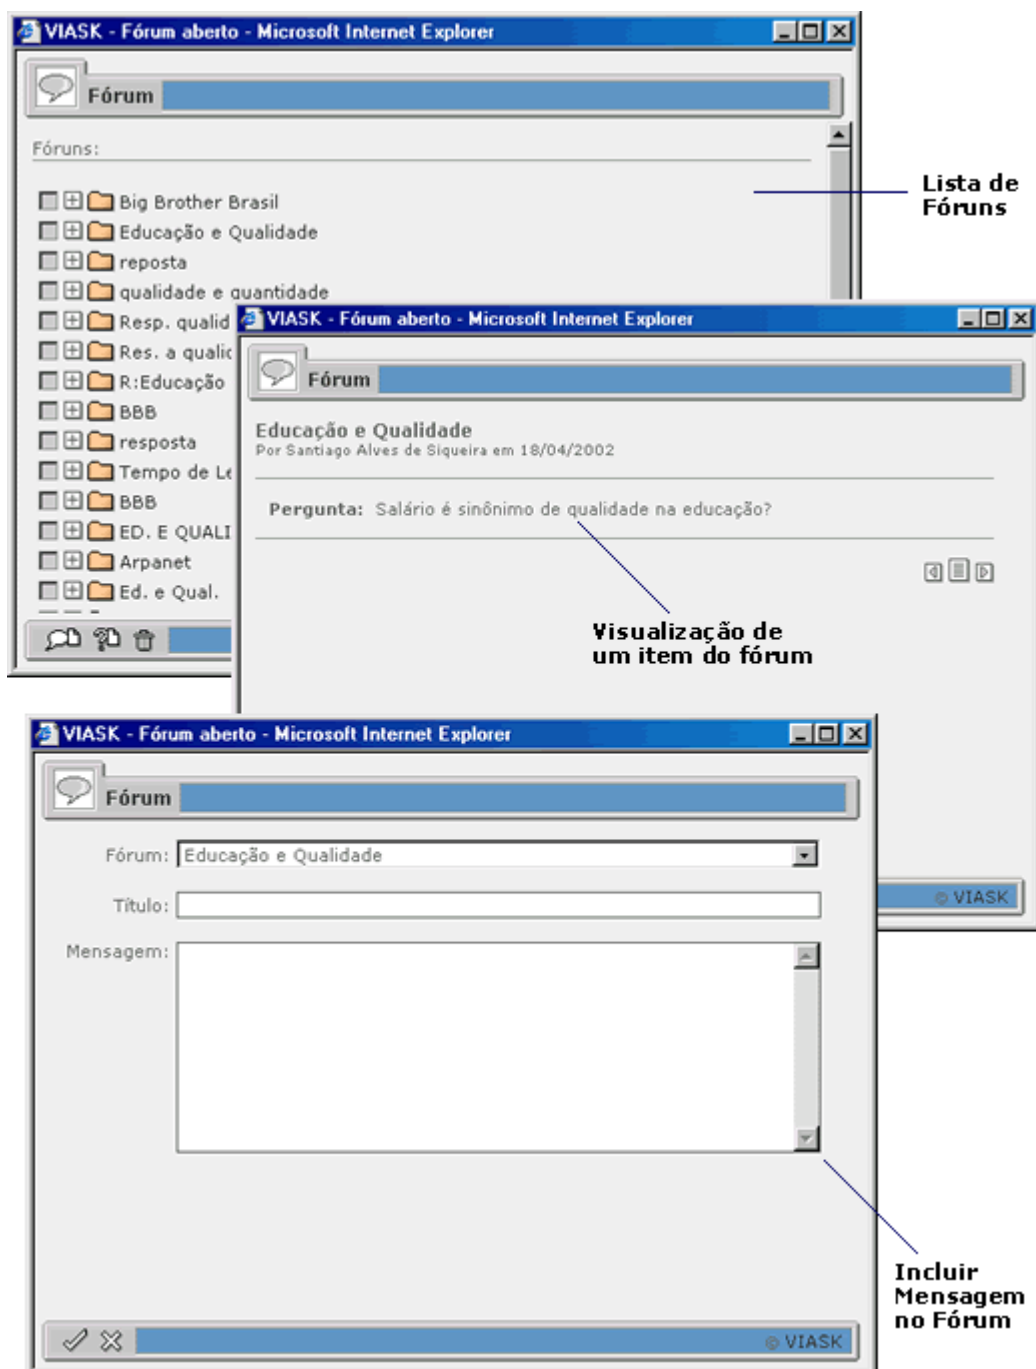 VIASK - Fórum aberto - Microsoft Internet Explorer
Fórum
Fóruns:
Big Brother Brasil
Educação e Qualidade
reposta
qualidade e quantidade
Resp. qualid
Res. a qualid
R:Educação
BBB
resposta
Tempo de Le
BBB
ED. E QUALI
Arpanet
Ed. e Qual.
Lista de
Fóruns
VIASK - Fórum aberto - Microsoft Internet Explorer
Fórum
Educação e Qualidade
Por Santiago Alves de Siqueira em 18/04/2002
Pergunta: Salário é sinônimo de qualidade na educação?
Visualização de
um item do fórum
© VIASK
VIASK - Fórum aberto - Microsoft Internet Explorer
Fórum
Fórum: Educação e Qualidade
Título:
Mensagem:
Incluir
Mensagem
no Fórum
© VIASK